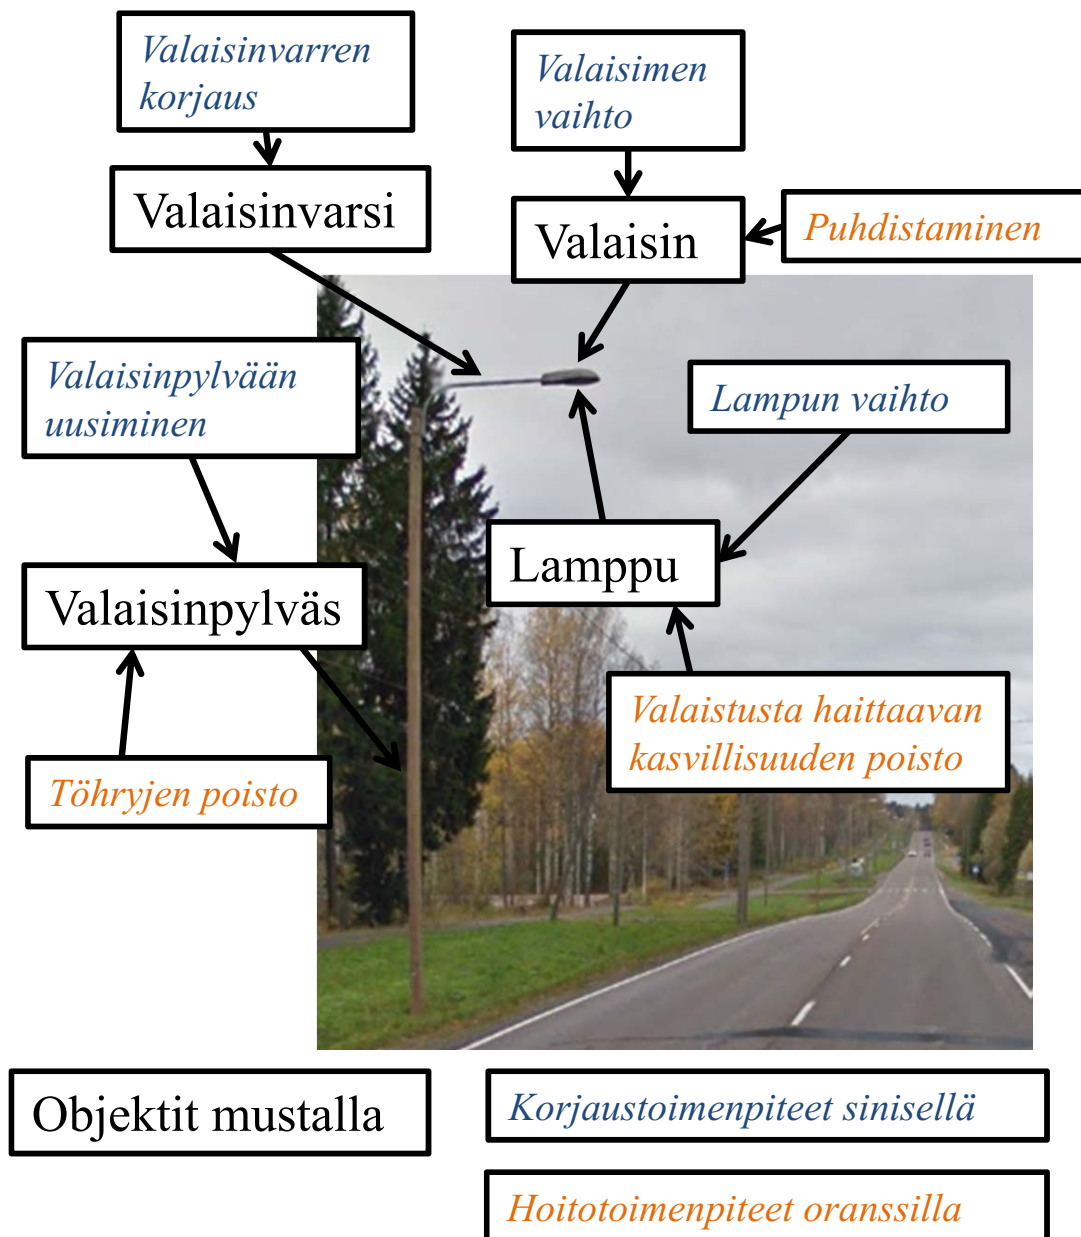 Valaisinvarren
korjaus
Valaisimen
vaihto
Valaisinvarsi
Valaisin
Puhdistaminen
Valaisinpylvään
uusiminen
Lampun vaihto
Lamppu
Valaisinpylväs
Valaistusta haittaavan
kasvillisuuden poisto
Töhryjen poisto
Objektit mustalla
Korjaustoimenpiteet sinisellä
Hoitotoimenpiteet oranssilla